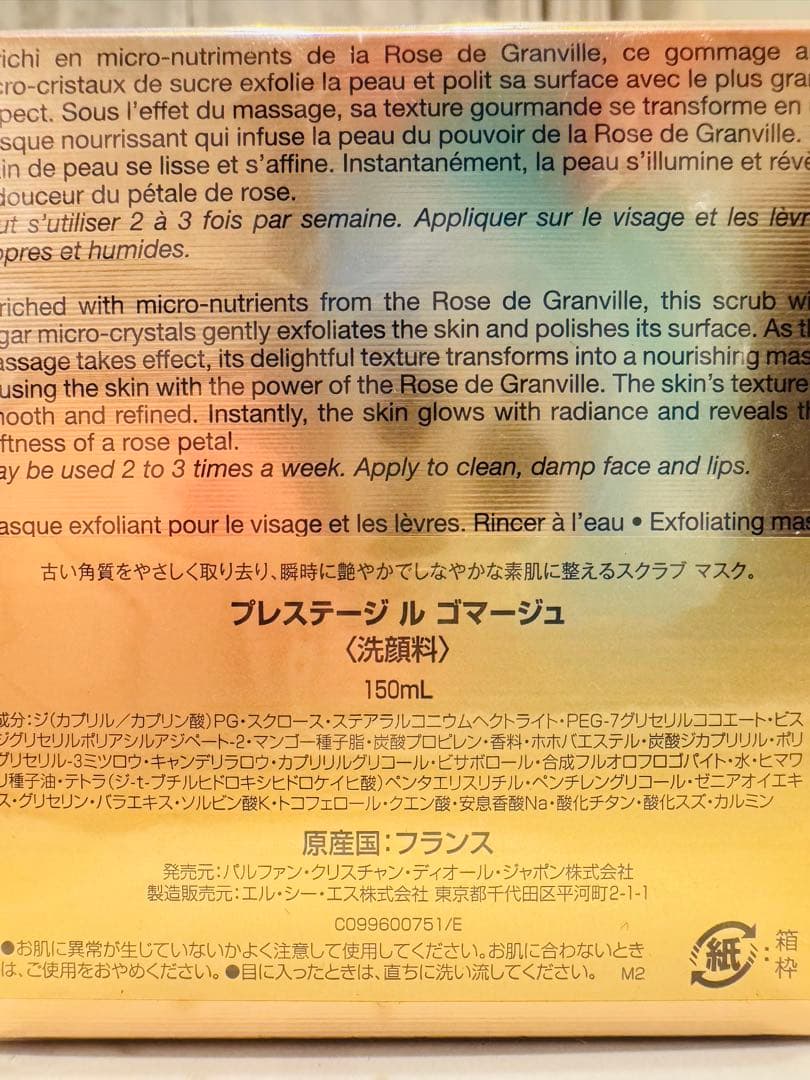 richi en micro-nutriments de la Rose de Granville, ce gommage a
cro-cristaux de sucre exfolie la peau et polit sa surface avec le plus gran
pect. Sous l'effet du massage, sa texture gourmande se transforme en
asque nourrissant qui infuse la peau du pouvoir de la Rose de Granville.
in de peau se lisse et s'affine. Instantanément, la peau s'illumine et révè
douceur du pétale de rose.
ut s'utiliser 2 à 3 fois par semaine. Appliquer sur le visage et les lèvr
opres et humides.
riched with micro-nutrients from the Rose de Granville, this scrub wi
gar micro-crystals gently exfoliates the skin and polishes its surface. As th
assage takes effect, its delightful texture transforms into a nourishing mas
using the skin with the power of the Rose de Granville. The skin's texture
mooth and refined. Instantly, the skin glows with radiance and reveals th
ftness of a rose petal.
ay be used 2 to 3 times a week. Apply to clean, damp face and lips.
asque exfoliant pour le visage et les lèvres. Rincer à l'eau • Exfoliating mas
古い角質をやさしく取り去り、瞬時に艶やかでしなやかな素肌に整えるスクラブ マスク。
プレステージ ル ゴマージュ
〈洗顔料〉
150mL
成分:ジ(カプリル/カプリン酸)PG・スクロース・ステアラルコニウムヘクトライト・PEG-7グリセリルココエート・ビス
ジグリセリルポリアシルアジペート-2・マンゴー種子脂・炭酸プロピレン・香料・ホホバエステル・炭酸ジカプリリル・ポリ
グリセリル-3ミツロウ・キャンデリラロウ・カプリリルグリコール・ビサボロール・合成フルオロフロゴパイト・水・ヒマワ
リ種子油・テトラ(ジ-t-ブチルヒドロキシヒドロケイヒ酸)ペンタエリスリチル・ペンチレングリコール・ゼニアオイエキ
ス・グリセリン・バラエキス・ソルビン酸K・トコフェロール・クエン酸・安息香酸Na・酸化チタン・酸化スズ・カルミン
原産国:フランス
発売元:パルファン・クリスチャン・ディオール・ジャポン株式会社
製造販売元:エル・シー・エス株式会社 東京都千代田区平河町2-1-1
C099600751/E
●お肌に異常が生じていないかよく注意して使用してください。お肌に合わないとき
は、ご使用をおやめください。●目に入ったときは、直ちに洗い流してください。 M2
紙:箱
枠